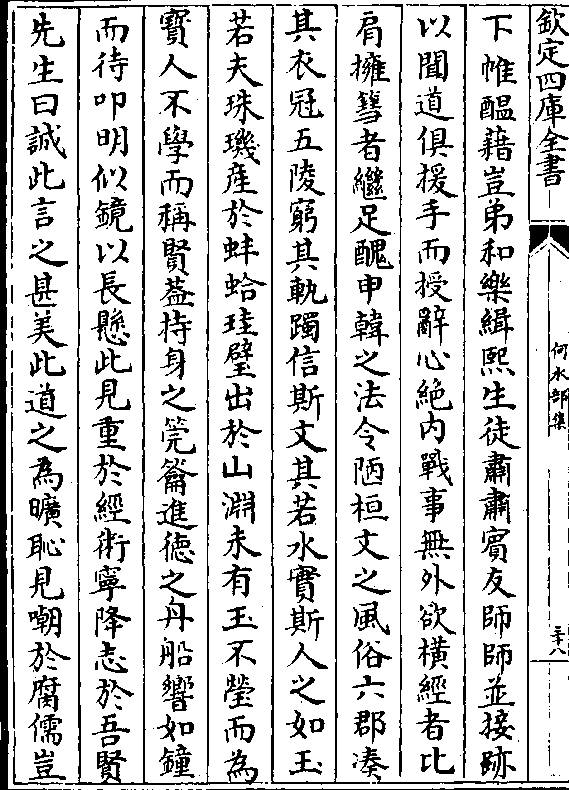 欽定四庫全書
何水部集
二十八
下帷醞藉豈弟和樂緝熙生徒肅肅賓友師師並接跡
以聞道俱援手而授辭心絶内戰事無外欲橫經者比
肩擁篲者繼足醜申韓之法令陋桓文之風俗六郡湊
其衣冠五陵窮其軌躅信斯文其若水實斯人之如玉
若夫珠璣産於蚌蛤珪璧出於山淵未有玉不瑩而為
寶人不學而稱賢葢持身之筦籥進德之舟船響如鐘
而待叩明似鏡以長懸此見重於經術寧降志於吾賢
先生曰誠此言之甚美此道之為曠恥見嘲於腐儒豈